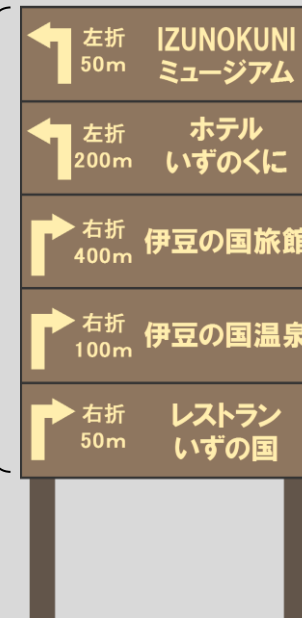 左折
50m
IZUNOKUNI
ミュージアム
左折
200m
ホテル
いずのくに
右折
400m
伊豆の国旅館
右折
100m
伊豆の国温泉
右折
50m
レストラン
いずの国